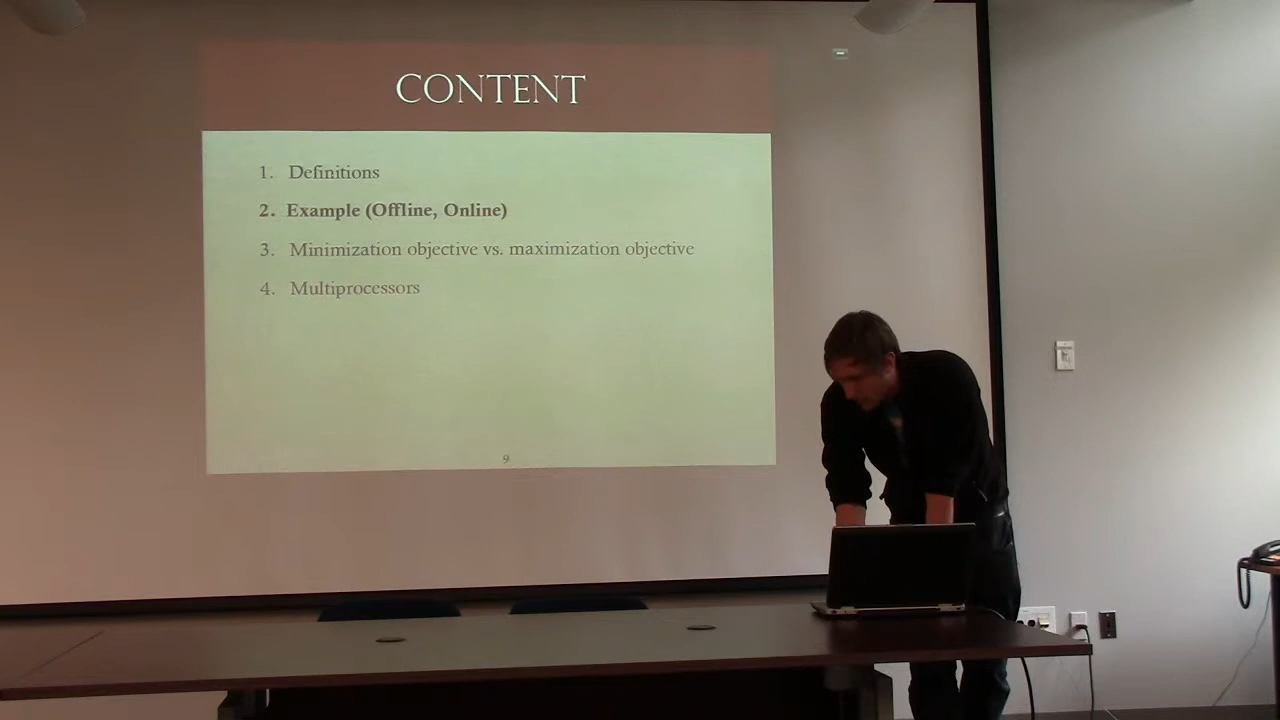 CONTENT
1. Definitions
2. Example (Offline, Online)
3. Minimization objective vs. maximization objective
4. Multiprocessors
9